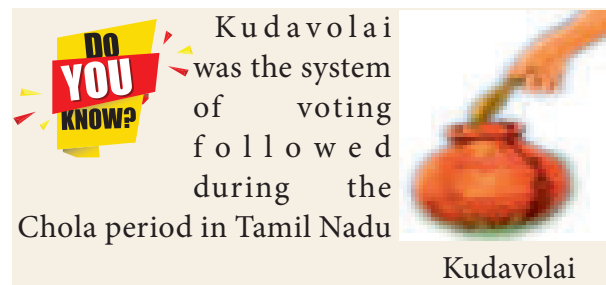 DO
YOU
KNOW?
Kudavolai
was the system
of voting
followed
during the
Chola period in Tamil Nadu
Kudavolai